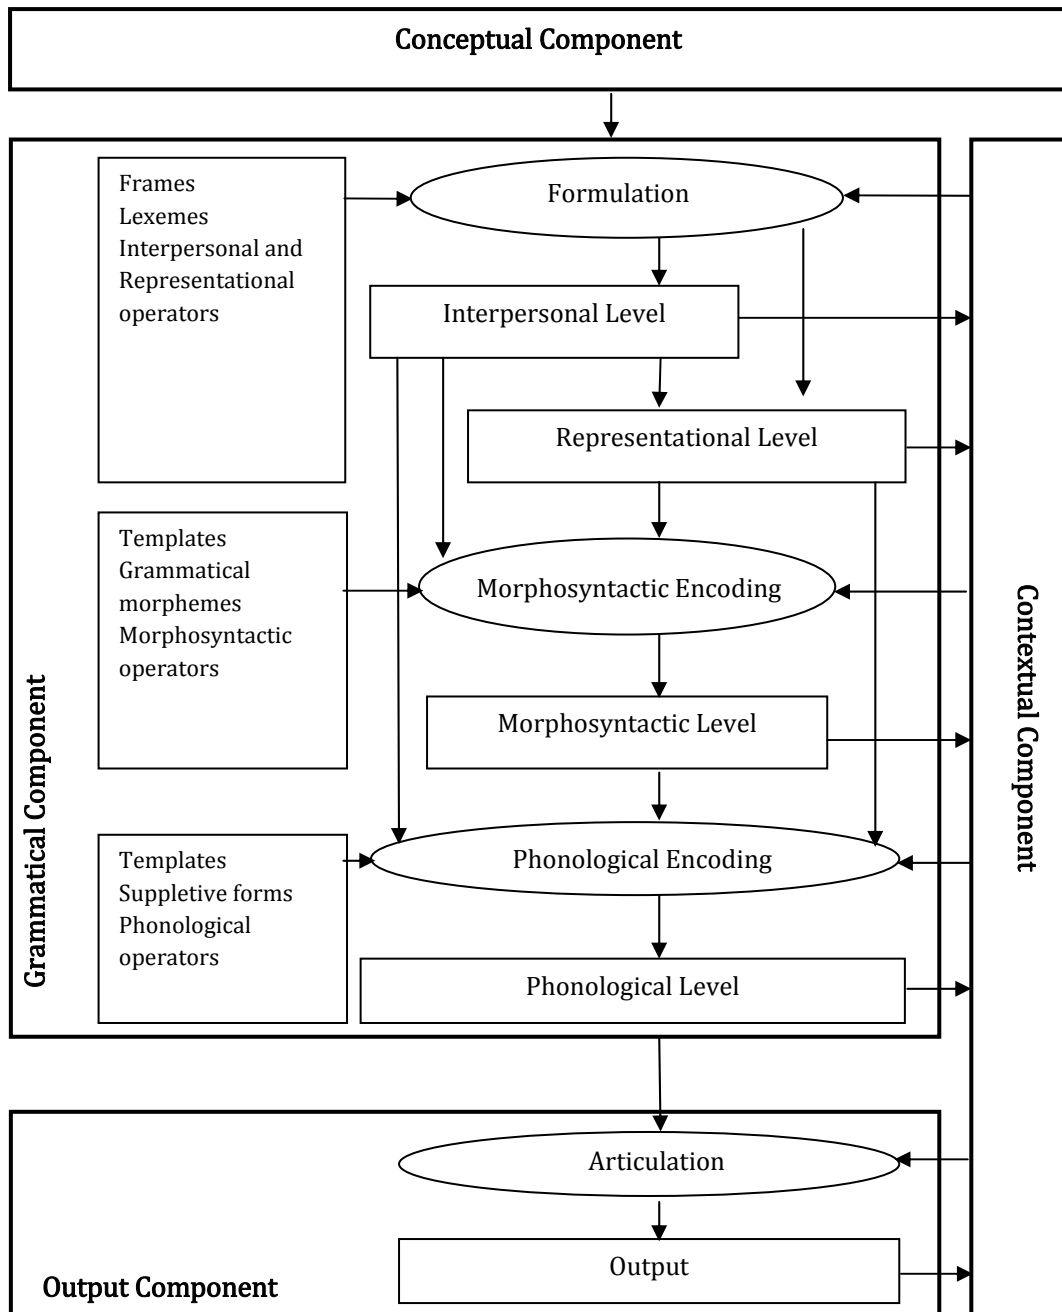 Conceptual Component
Formulation
Frames
Lexemes
Interpersonal and
Representational
operators
Interpersonal Level
Representational Level
Templates
Grammatical
morphemes
Morphosyntactic
operators
Morphosyntactic Encoding
Morphosyntactic Level
Templates
Suppletive forms
Phonological
operators
Phonological Encoding
Phonological Level
Grammatical Component
Contextual Component
Articulation
Output
Output Component